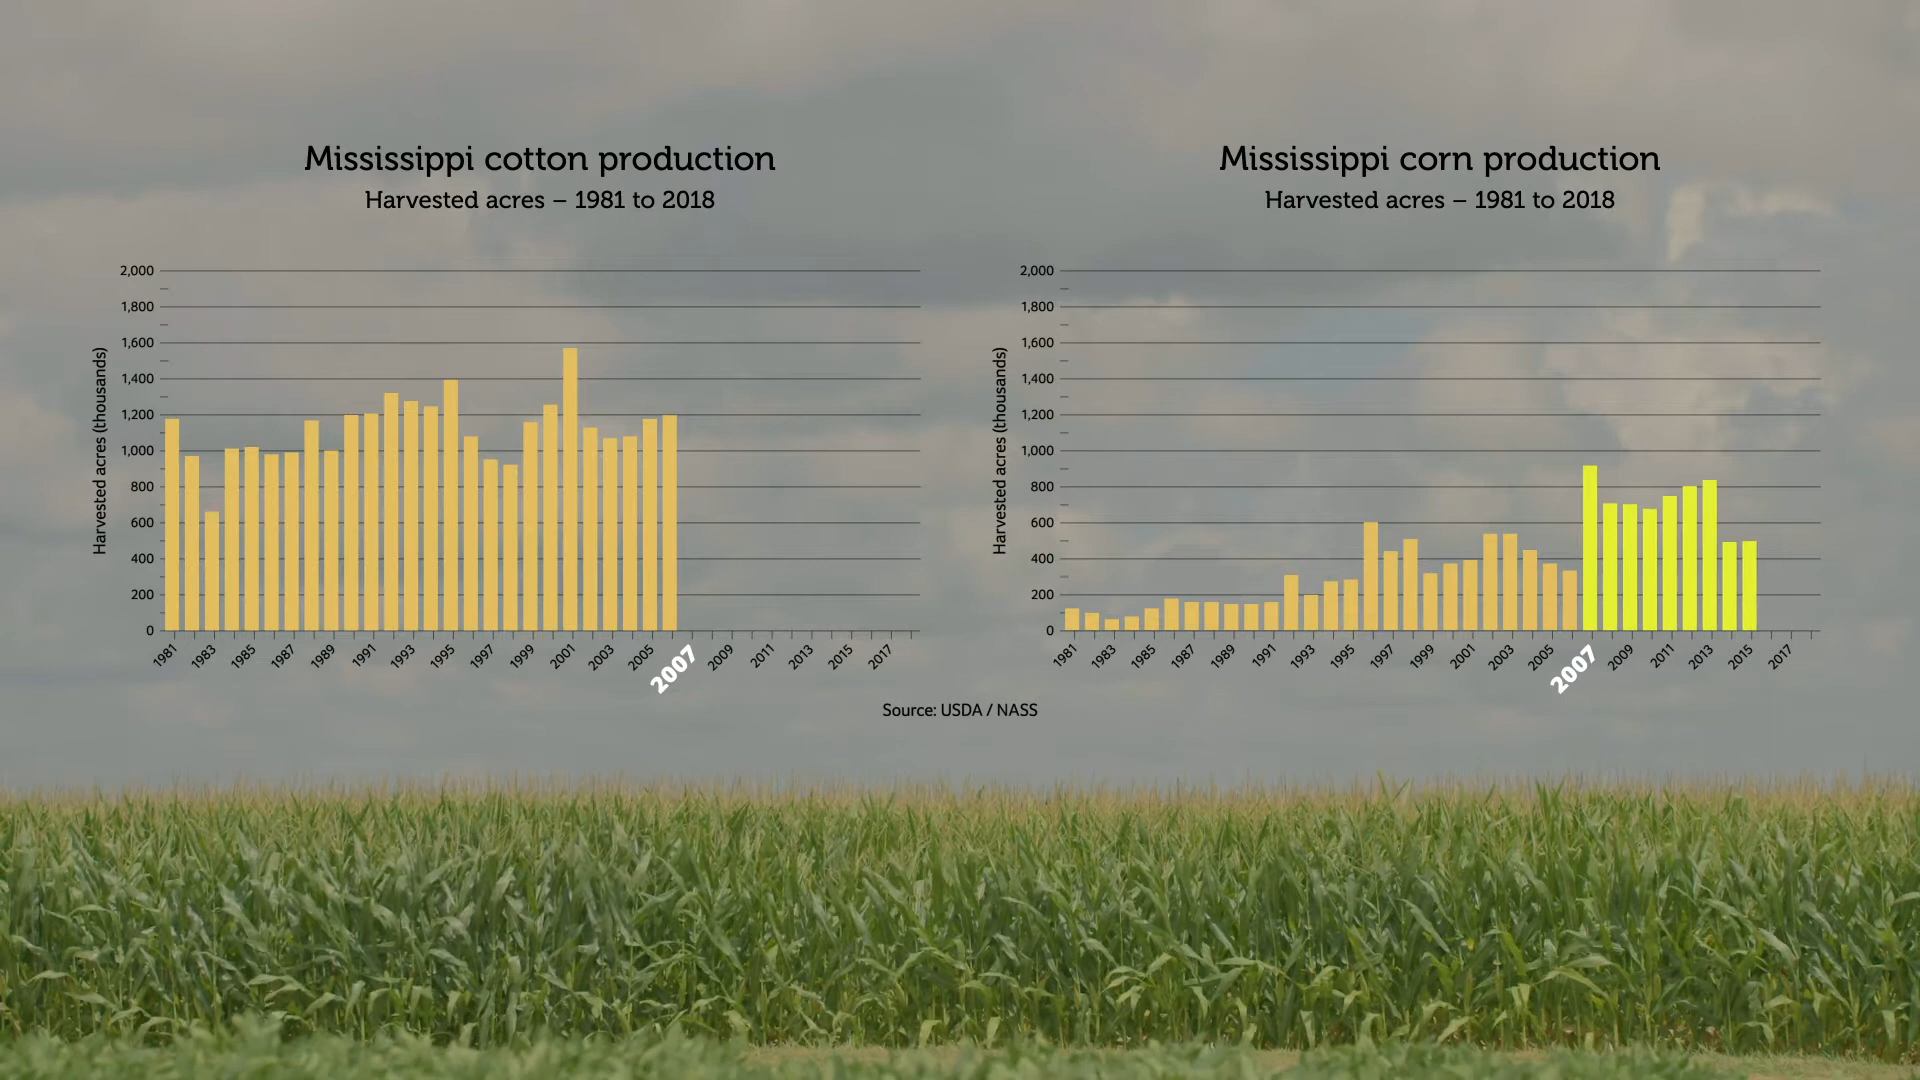 Mississippi cotton production
Harvested acres – 1981 to 2018
Harvested acres (thousands)
2,000
1,800
1,600
1,400
1,200
1,000
800
600
400
200
0
1981 1983 1985 1987 1989 1991 1993 1995 1997 1999 2001 2003 2005 2007 2009 2011 2013 2015 2017
Mississippi corn production
Harvested acres – 1981 to 2018
Harvested acres (thousands)
2,000
1,800
1,600
1,400
1,200
1,000
800
600
400
200
0
1981 1983 1985 1987 1989 1991 1993 1995 1997 1999 2001 2003 2005 2007 2009 2011 2013 2015 2017
Source: USDA / NASS